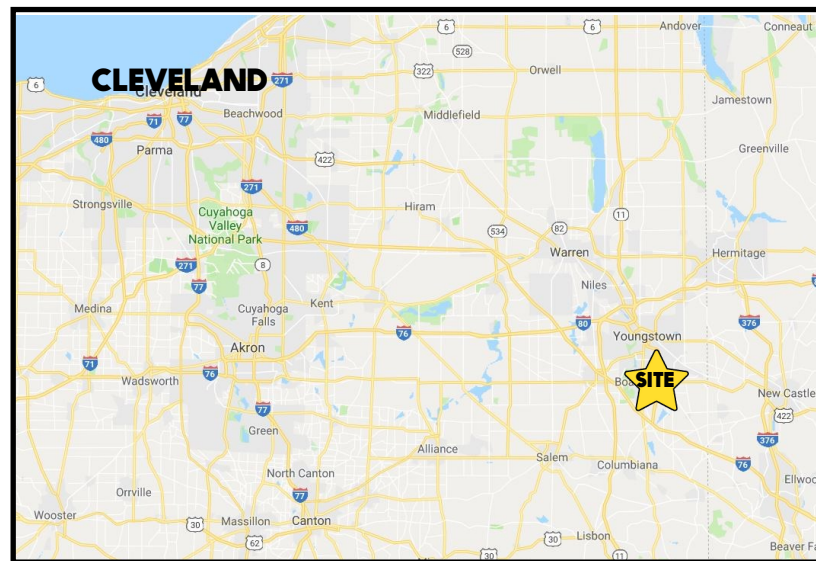 6
6
Andover
Conneaut
528
322
Orwell
CLEVELAND
Cleveland
271
6
Jamestown
Beachwood
Middlefield
71
77
480
Parma
422
Greenville
271
Strongsville
Hiram
Cuyahoga
Valley
National Park
11
480
534
82
Warren
Hermitage
271
8
77
Niles
Medina
Cuyahoga
Falls
Kent
376
80
76
Youngstown
Akron
71
76
Wadsworth
SITE
New Castle
77
422
Green
376
Alliance
Salem
Columbiana
76
North Canton
Orrville
77
Wooster
30
Massillon
Canton
62
30
Lisbon
30
11